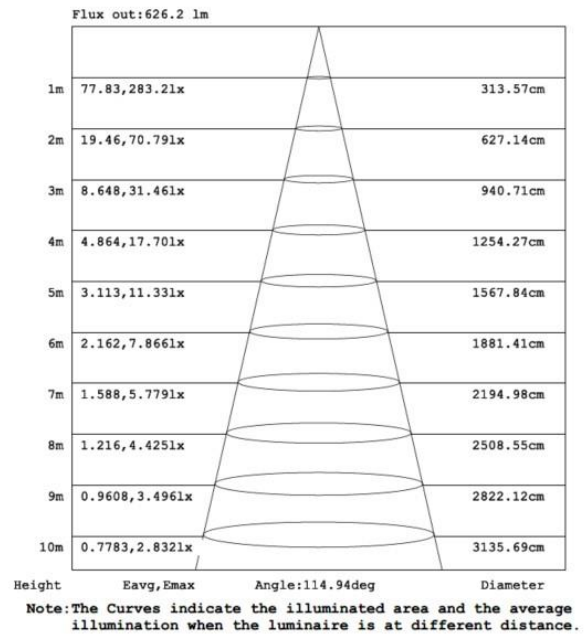 Flux out:626.2 lm
1m 77.83,283.2lx 313.57cm
2m 19.46,70.79lx 627.14cm
3m 8.648,31.46lx 940.71cm
4m 4.864,17.70lx 1254.27cm
5m 3.113,11.33lx 1567.84cm
6m 2.162,7.866lx 1881.41cm
7m 1.588,5.779lx 2194.98cm
8m 1.216,4.425lx 2508.55cm
9m 0.9608,3.496lx 2822.12cm
10m 0.7783,2.832lx 3135.69cm
Height Eavg,Emax Angle:114.94deg Diameter
Note:The Curves indicate the illuminated area and the average
illumination when the luminaire is at different distance.